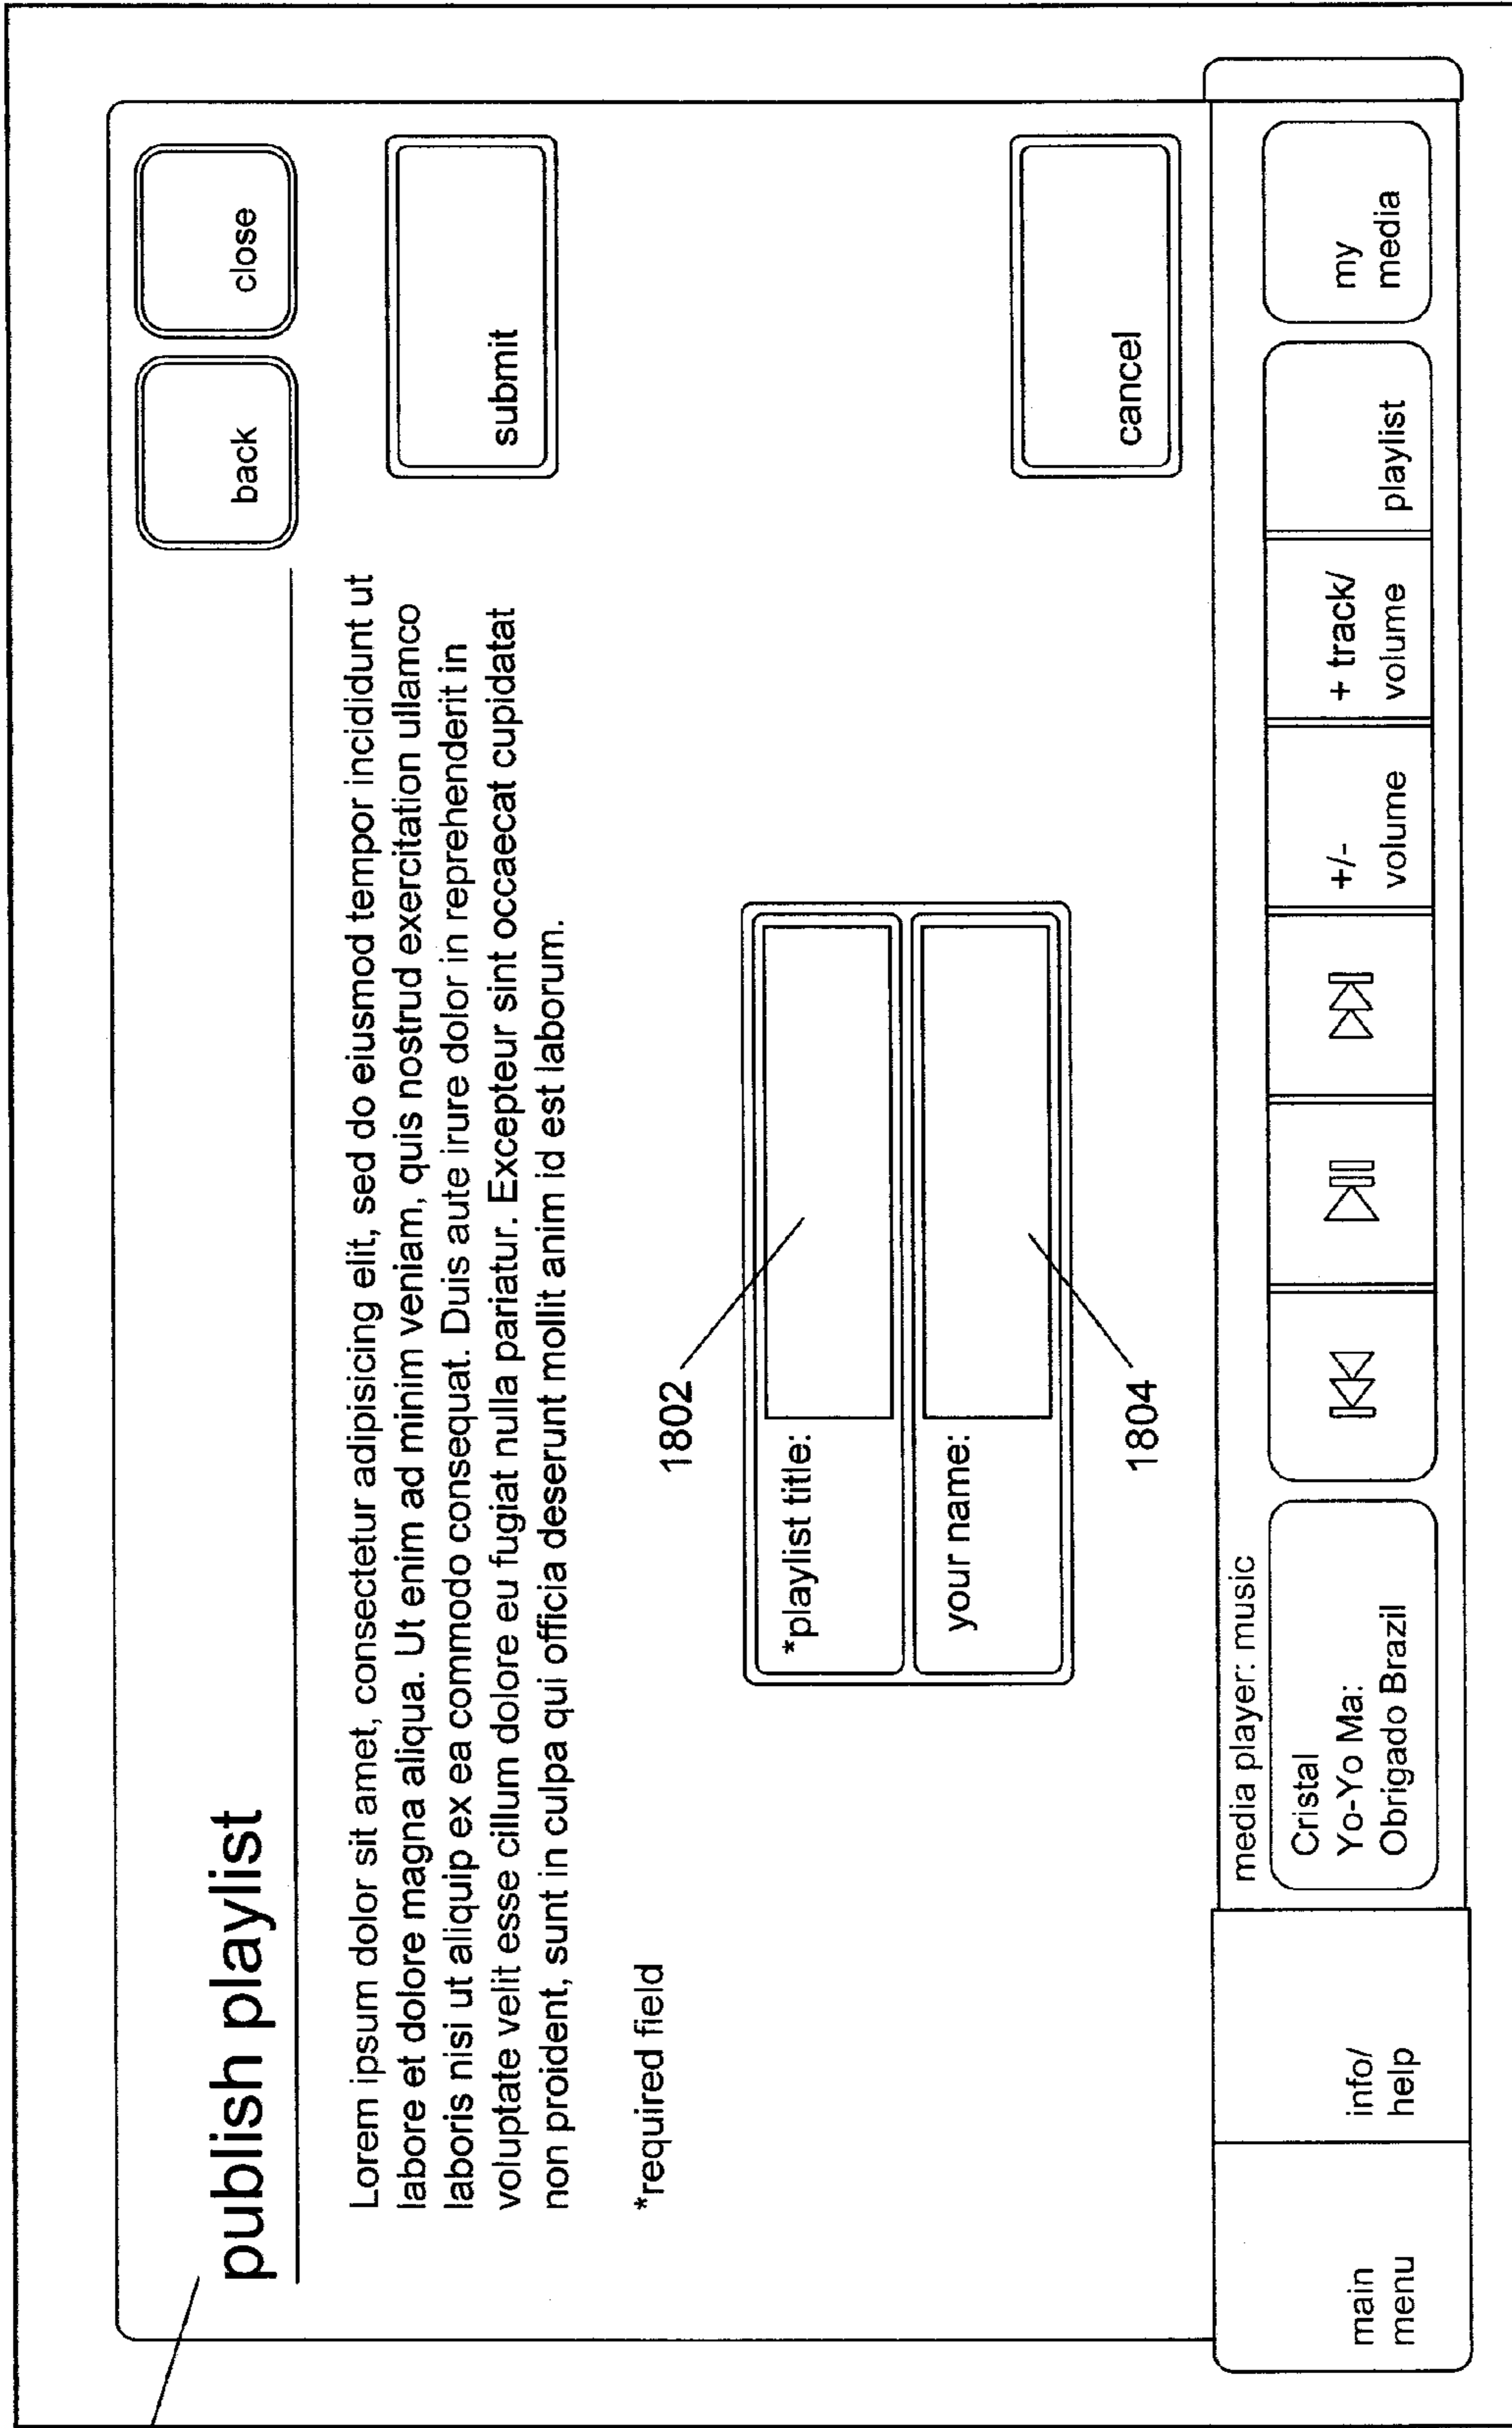 publish playlist
back
close
Lorem ipsum dolor sit amet, consectetur adipisicing elit, sed do eiusmod tempor incididunt ut
labore et dolore magna aliqua. Ut enim ad minim veniam, quis nostrud exercitation ullamco
laboris nisi ut aliquip ex ea commodo consequat. Duis aute irure dolor in reprehenderit in
voluptate velit esse cillum dolore eu fugiat nulla pariatur. Excepteur sint occaecat cupidatat
non proident, sunt in culpa qui officia deserunt mollit anim id est laborum.
submit
*required field
1802
*playlist title:
your name:
1804
cancel
main
menu
info/
help
media player: music
Cristal
Yo-Yo Ma:
Obrigado Brazil
+/-
volume
+ track/
volume
playlist
my
media